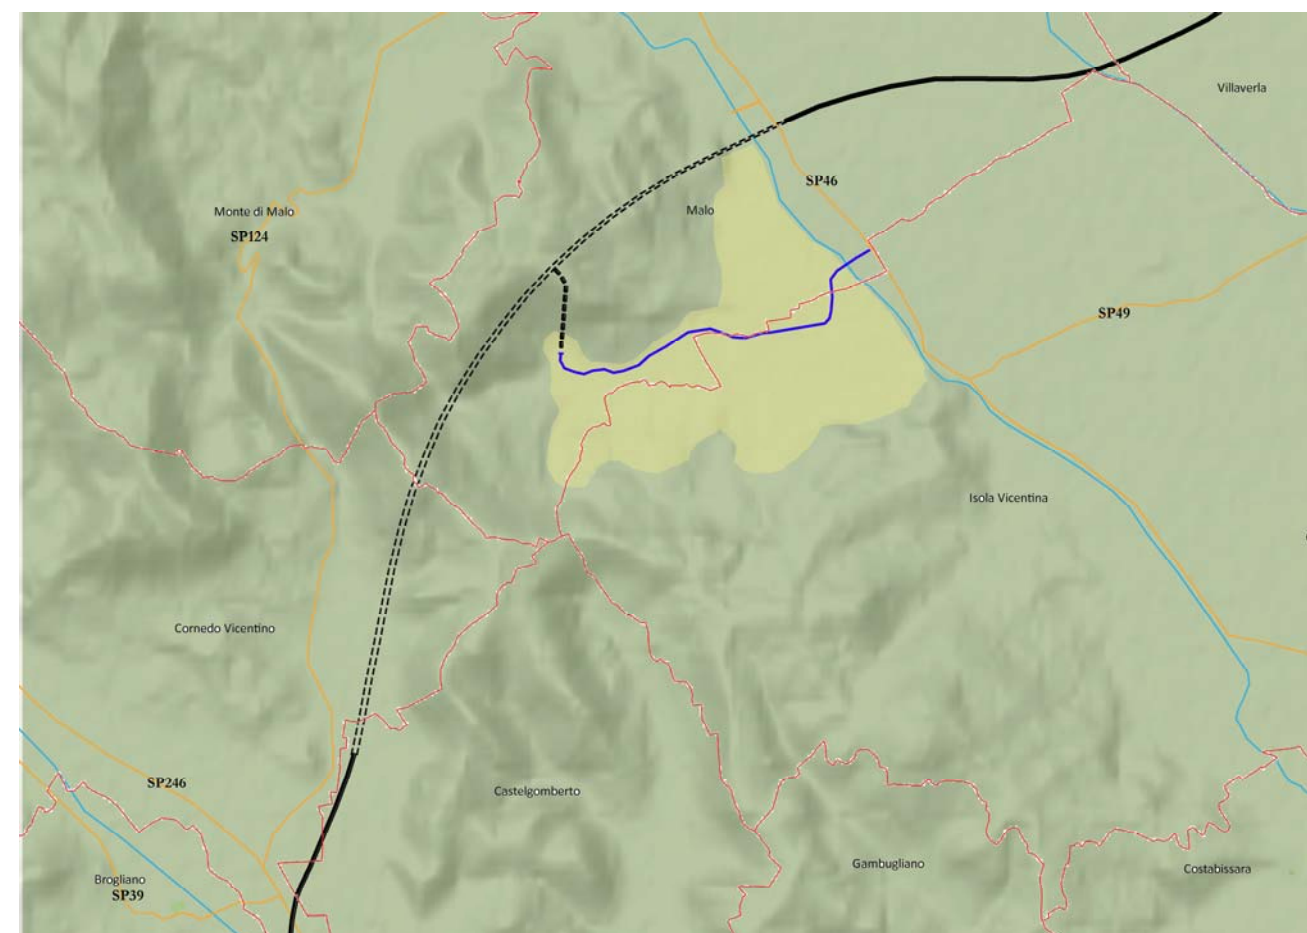 Villaverla
SP46
Malo
Monte di Malo
SP124
SP49
Isola Vicentina
Cornedo Vicentino
SP246
Castelgomberto
Gambugliano
Costabissara
Brogliano
SP39